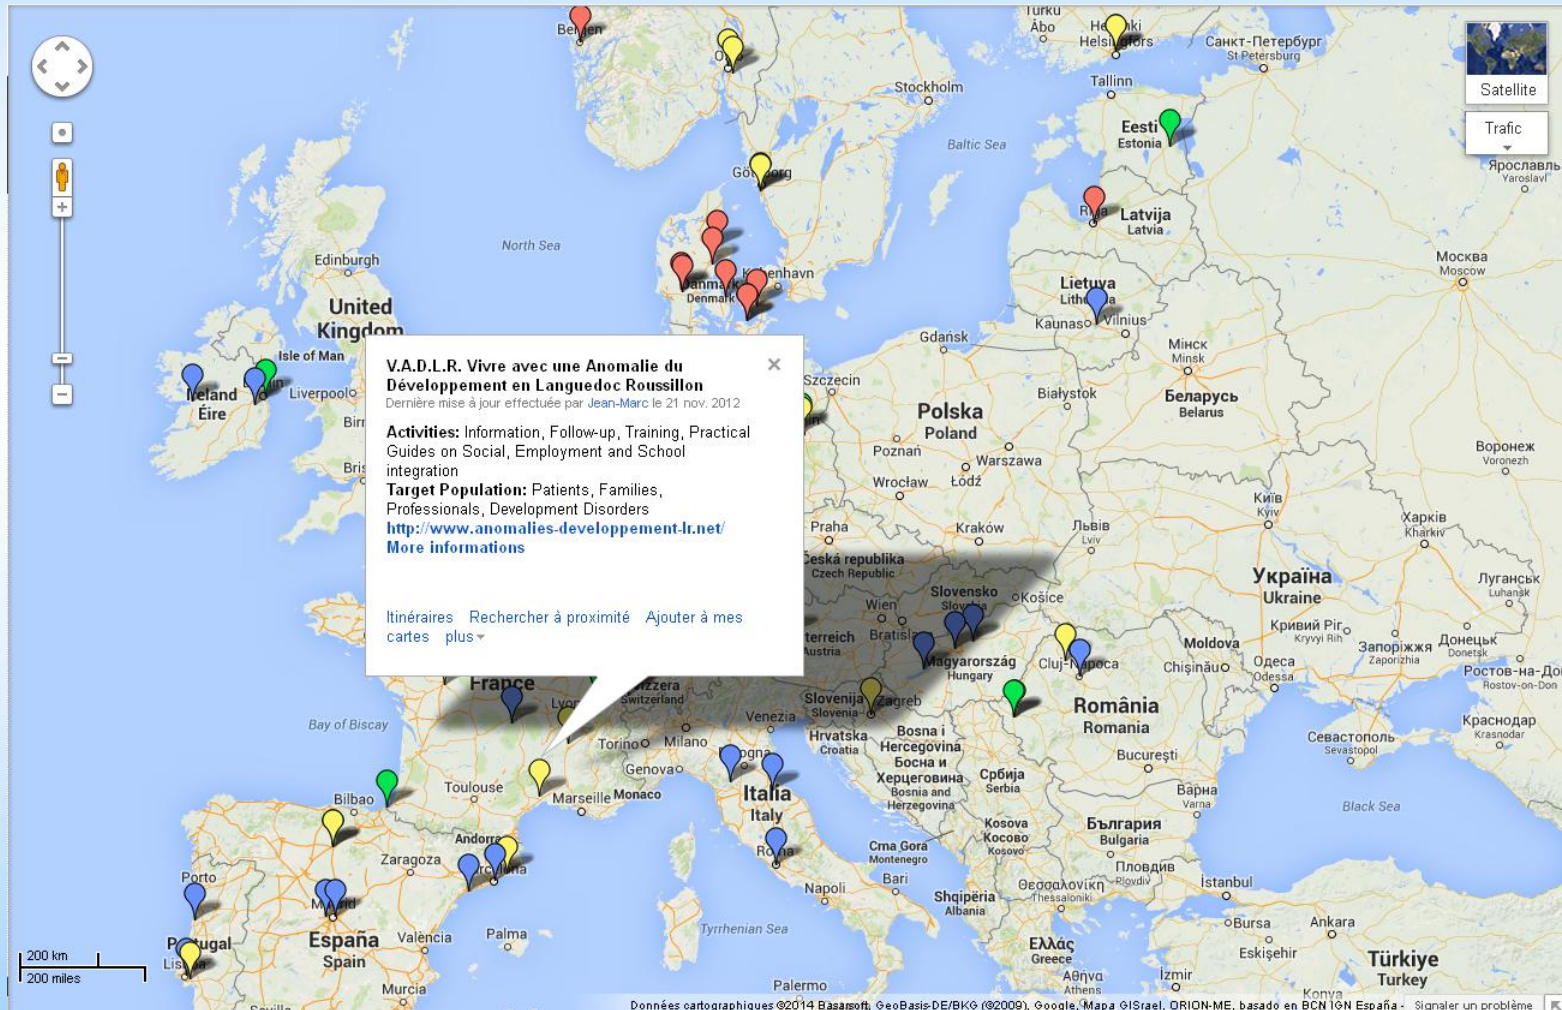 Turku
Åbo
Bergen
Helsingfors
Санкт-Петербург
St Petersburg
Tallinn
Stockholm
Satellite
Trafic
Eesti
Estonia
Baltic Sea
Ярославль
Yaroslavl
Latvija
Latvia
North Sea
Edinburgh
Москва
Moscow
Denmark
Lietuva
United
Kingdom
Kaunas
Vilnius
Gdańsk
Isle of Man
Мінск
Minsk
Liverpool
Ireland
Éire
Szczecin
Białystok
Беларусь
Belarus
Polska
Poland
V.A.D.L.R. Vivre avec une Anomalie du
Développement en Languedoc Roussillon
Dernière mise à jour effectuée par Jean-Marc le 21 nov. 2012
Activities: Information, Follow-up, Training, Practical
Guides on Social, Employment and School
integration
Target Population: Patients, Families,
Professionals, Development Disorders
http://www.anomalies-developpement-lr.net/
More informations
Itinéraires Rechercher à proximité Ajouter à mes
cartes plus
Poznań
Warszawa
Воронеж
Voronezh
Wrocław
Łódź
Київ
Kyiv
Харків
Kharkiv
Praha
Kraków
Львів
Lviv
Česká republika
Czech Republic
Україна
Ukraine
Луганськ
Luhansk
Wien
Slovensko
Košice
Кривий Ріг
Kryvyi Rih
Запоріжжя
Zaporizhia
Донецьк
Donetsk
Moldova
Magyarország
Hungary
Cluj-Napoca
Chișinău
Одеса
Odessa
Ростов-на-До
Rostov-on-Don
France
Switzerland
România
Romania
Краснодар
Krasnodar
Bay of Biscay
Slovenija
Slovenia
Zagreb
Venezia
Torino
Milano
Hrvatska
Croatia
Bosna i
Hercegovina
Босна и
Херцеговина
Bosnia and
Herzegovina
București
Севастополь
Sevastopol
Genova
Toulouse
Bilbao
Marseille
Monaco
Italia
Italy
Србија
Serbia
Варна
Varna
Black Sea
Andorra
Kosova
Косово
Kosovo
България
Bulgaria
Zaragoza
Roma
Crna Gora
Montenegro
Пловдив
Plovdiv
Porto
Napoli
Bari
Shqipëria
Albania
Θεσσαλονίκη
Thessaloniki
İstanbul
Madrid
Portugal
España
Spain
València
Palma
Tyrrhenian Sea
Ελλάς
Greece
Bursa
Ankara
Eskişehir
200 km
200 miles
Türkiye
Turkey
Αθήνα
Athens
İzmir
Konya
Murcia
Palermo
Sevilla
Données cartographiques ©2014 Basarsoft, GeoBasis-DE/BKG (©2009), Google, Mapa GISrael, ORION-ME, basado en BCN IGN España - Signaler un problème